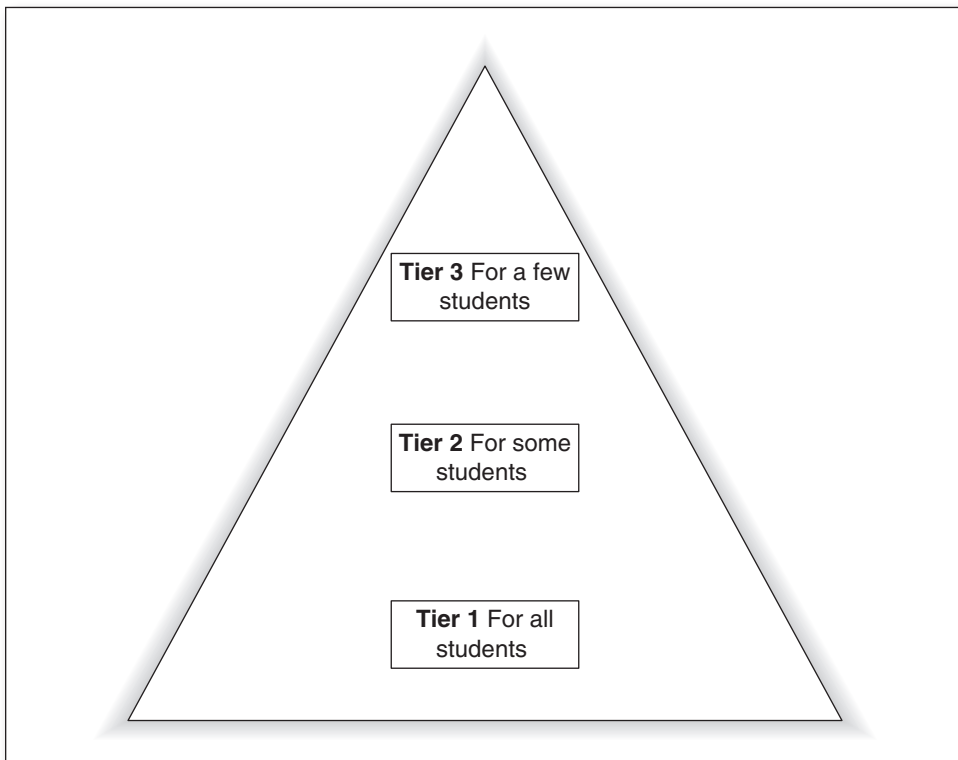 Tier 3 For a few
students
Tier 2 For some
students
Tier 1 For all
students